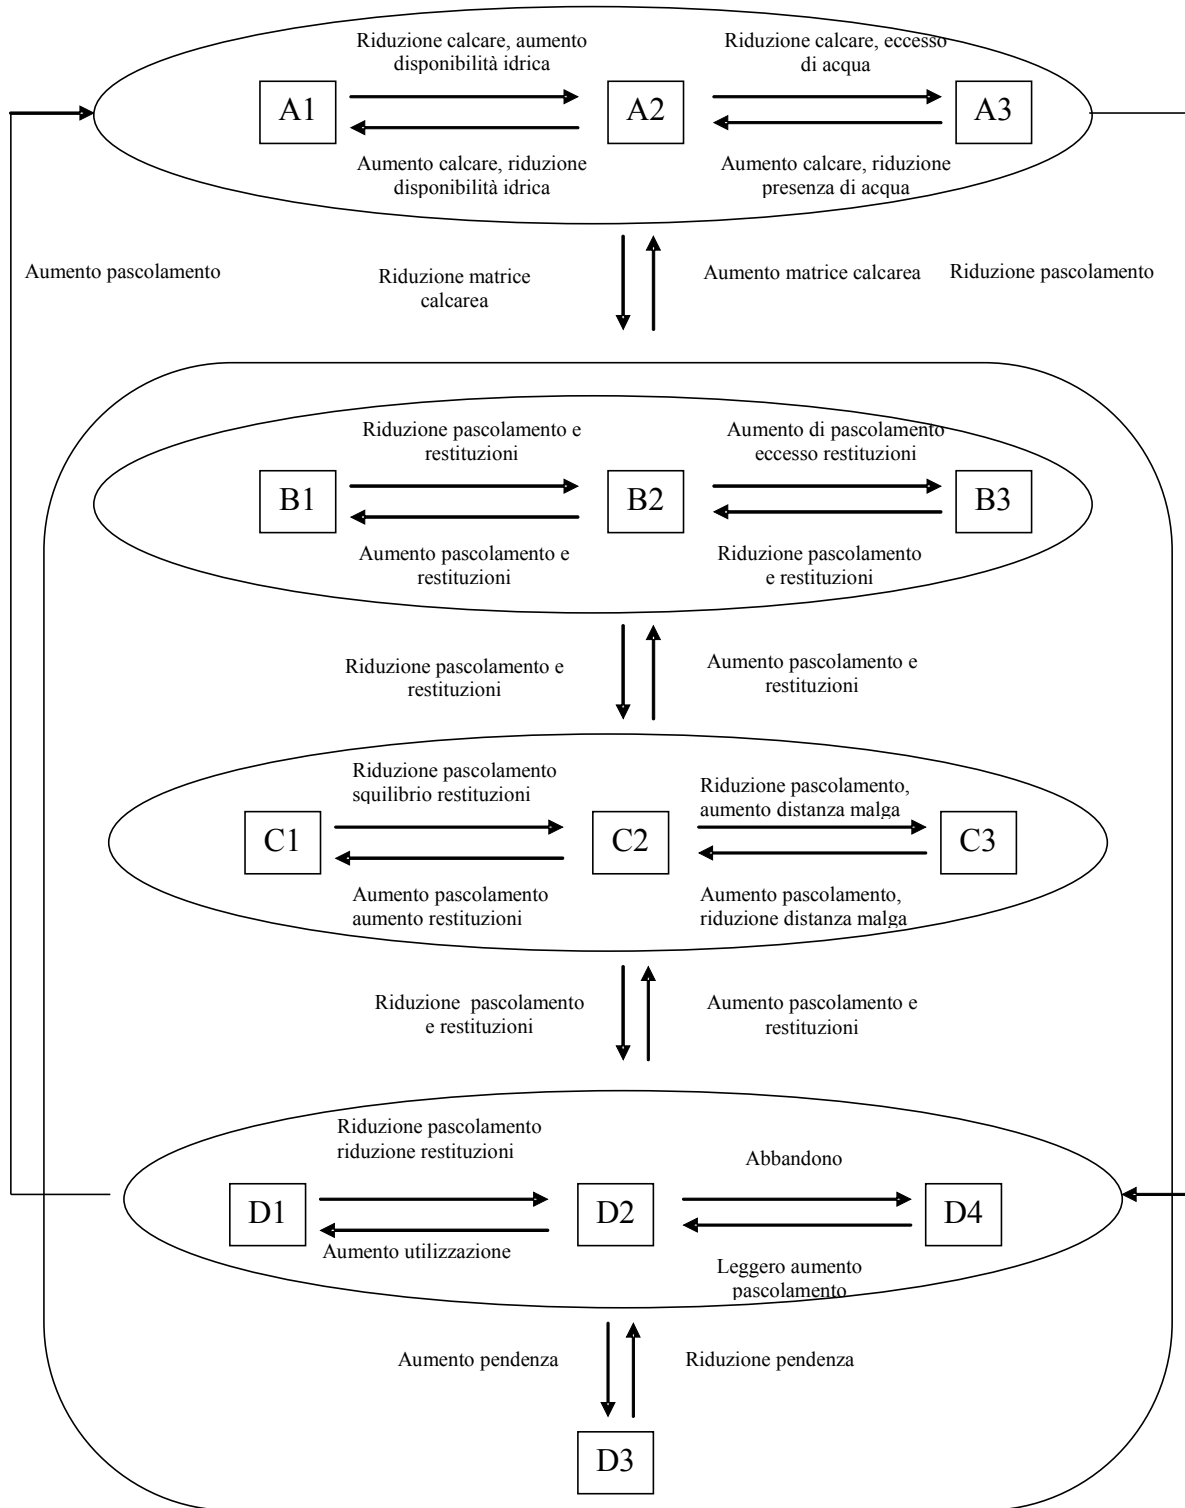 Riduzione calcare, aumento
disponibilità idrica
Riduzione calcare, eccesso
di acqua
A1
A2
A3
Aumento calcare, riduzione
disponibilità idrica
Aumento calcare, riduzione
presenza di acqua
Aumento pascolamento
Riduzione matrice
calcarea
Aumento matrice calcarea
Riduzione pascolamento
Riduzione pascolamento e
restituzioni
Aumento di pascolamento
eccesso restituzioni
B1
B2
B3
Aumento pascolamento e
restituzioni
Riduzione pascolamento
e restituzioni
Riduzione pascolamento e
restituzioni
Aumento pascolamento e
restituzioni
Riduzione pascolamento
squilibrio restituzioni
Riduzione pascolamento,
aumento distanza malga
C1
C2
C3
Aumento pascolamento
aumento restituzioni
Aumento pascolamento,
riduzione distanza malga
Riduzione pascolamento
e restituzioni
Aumento pascolamento e
restituzioni
Riduzione pascolamento
riduzione restituzioni
Abbandono
D1
D2
D4
Aumento utilizzazione
Leggero aumento
pascolamento
Aumento pendenza
Riduzione pendenza
D3